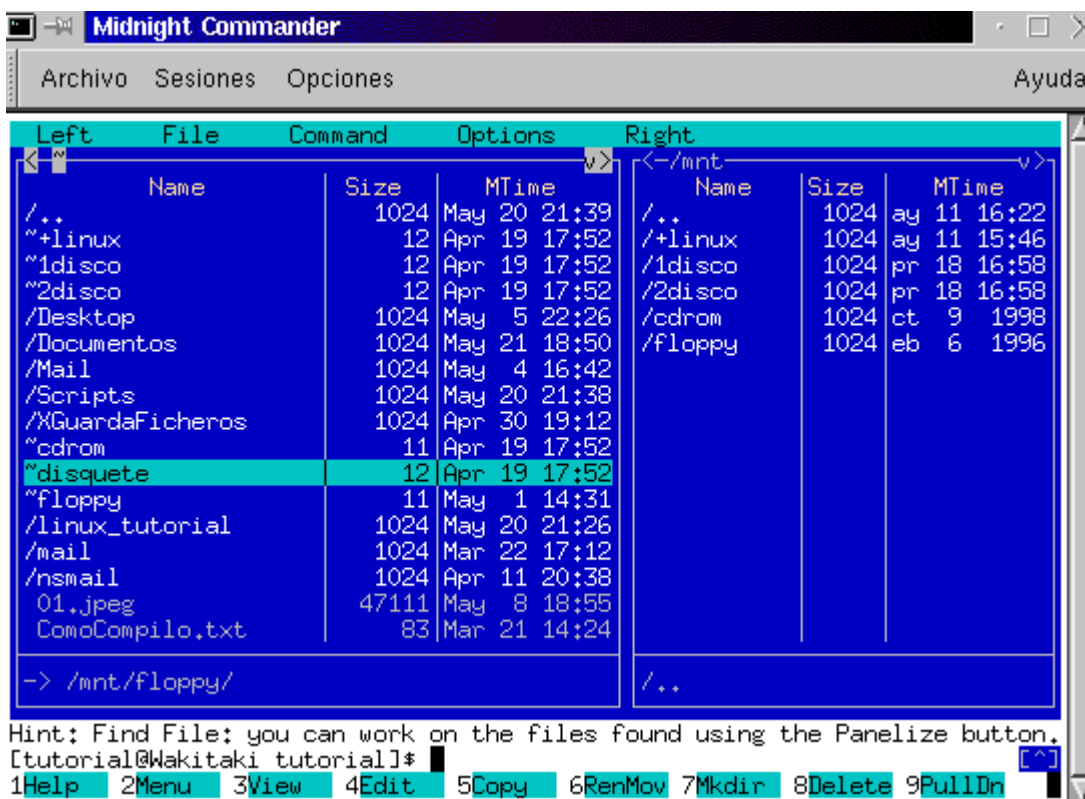 Midnight Commander
Archivo Sesiones Opciones Ayuda
Left File Command Options Right
<-~ v> <-/mnt v>
Name Size MTime Name Size MTime
/.. 1024 May 20 21:39 /.. 1024 ay 11 16:22
~+linux 12 Apr 19 17:52 /+linux 1024 ay 11 15:46
~1disco 12 Apr 19 17:52 /1disco 1024 pr 18 16:58
~2disco 12 Apr 19 17:52 /2disco 1024 pr 18 16:58
/Desktop 1024 May 5 22:26 /cdrom 1024 ct 9 1998
/Documentos 1024 May 21 18:50 /floppy 1024 eb 6 1996
/Mail 1024 May 4 16:42
/Scripts 1024 May 20 21:38
/XGuardaFicheros 1024 Apr 30 19:12
~cdrom 11 Apr 19 17:52
~disquete 12 Apr 19 17:52
~floppy 11 May 1 14:31
/linux_tutorial 1024 May 20 21:26
/mail 1024 Mar 22 17:12
/nsmail 1024 Apr 11 20:38
01.jpeg 47111 May 8 18:55
ComoCompilo.txt 83 Mar 21 14:24
-> /mnt/floppy/ /..
Hint: Find File: you can work on the files found using the Panelize button.
[tutorial@Wakitaki tutorial]$ [^]
1Help 2Menu 3View 4Edit 5Copy 6RenMov 7Mkdir 8Delete 9PullDn